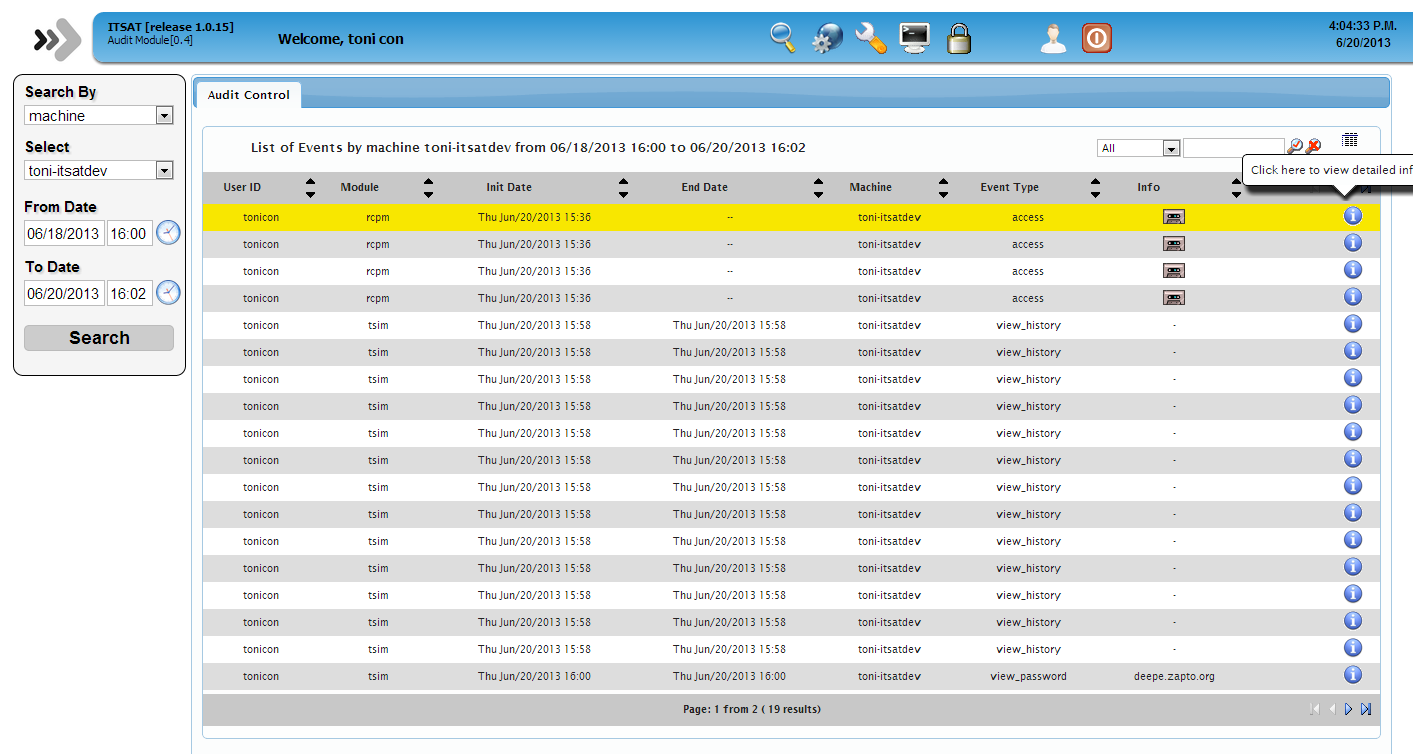 ITSAT [release 1.0.15]
Audit Module[0.4]
Welcome, toni con
4:04:33 P.M.
6/20/2013
Search By
machine
Select
toni-itsatdev
From Date
06/18/2013 16:00
To Date
06/20/2013 16:02
Search
Audit Control
List of Events by machine toni-itsatdev from 06/18/2013 16:00 to 06/20/2013 16:02
All
Click here to view detailed inf
User ID Module Init Date End Date Machine Event Type Info
tonicon rcpm Thu Jun/20/2013 15:36 -- toni-itsatdev access
tonicon rcpm Thu Jun/20/2013 15:36 -- toni-itsatdev access
tonicon rcpm Thu Jun/20/2013 15:36 -- toni-itsatdev access
tonicon rcpm Thu Jun/20/2013 15:36 -- toni-itsatdev access
tonicon tsim Thu Jun/20/2013 15:58 Thu Jun/20/2013 15:58 toni-itsatdev view_history -
tonicon tsim Thu Jun/20/2013 15:58 Thu Jun/20/2013 15:58 toni-itsatdev view_history -
tonicon tsim Thu Jun/20/2013 15:58 Thu Jun/20/2013 15:58 toni-itsatdev view_history -
tonicon tsim Thu Jun/20/2013 15:58 Thu Jun/20/2013 15:58 toni-itsatdev view_history -
tonicon tsim Thu Jun/20/2013 15:58 Thu Jun/20/2013 15:58 toni-itsatdev view_history -
tonicon tsim Thu Jun/20/2013 15:58 Thu Jun/20/2013 15:58 toni-itsatdev view_history -
tonicon tsim Thu Jun/20/2013 15:58 Thu Jun/20/2013 15:58 toni-itsatdev view_history -
tonicon tsim Thu Jun/20/2013 15:58 Thu Jun/20/2013 15:58 toni-itsatdev view_history -
tonicon tsim Thu Jun/20/2013 15:58 Thu Jun/20/2013 15:58 toni-itsatdev view_history -
tonicon tsim Thu Jun/20/2013 15:58 Thu Jun/20/2013 15:58 toni-itsatdev view_history -
tonicon tsim Thu Jun/20/2013 15:58 Thu Jun/20/2013 15:58 toni-itsatdev view_history -
tonicon tsim Thu Jun/20/2013 15:58 Thu Jun/20/2013 15:58 toni-itsatdev view_history -
tonicon tsim Thu Jun/20/2013 15:58 Thu Jun/20/2013 15:58 toni-itsatdev view_history -
tonicon tsim Thu Jun/20/2013 16:00 Thu Jun/20/2013 16:00 toni-itsatdev view_password deepe.zapto.org
Page: 1 from 2 ( 19 results)